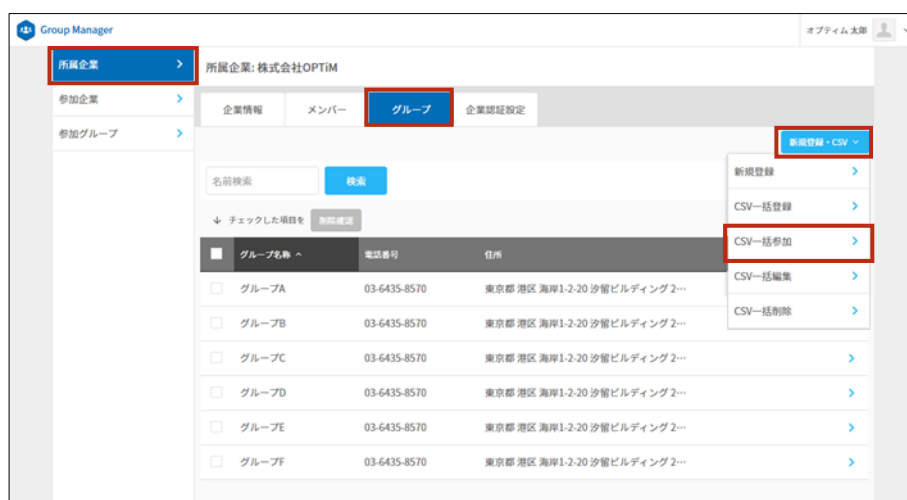 Group Manager
オプティム 太郎
所属企業
参加企業
参加グループ
所属企業: 株式会社OPTiM
企業情報 メンバー グループ 企業認証設定
新規登録・CSV
新規登録
CSV一括登録
CSV一括参加
CSV一括編集
CSV一括削除
名前検索 検索
↓ チェックした項目を 削除確認
グループ名称 電話番号 住所
グループA 03-6435-8570 東京都 港区 海岸1-2-20 汐留ビルディング 2…
グループB 03-6435-8570 東京都 港区 海岸1-2-20 汐留ビルディング 2…
グループC 03-6435-8570 東京都 港区 海岸1-2-20 汐留ビルディング 2…
グループD 03-6435-8570 東京都 港区 海岸1-2-20 汐留ビルディング 2…
グループE 03-6435-8570 東京都 港区 海岸1-2-20 汐留ビルディング 2…
グループF 03-6435-8570 東京都 港区 海岸1-2-20 汐留ビルディング 2…